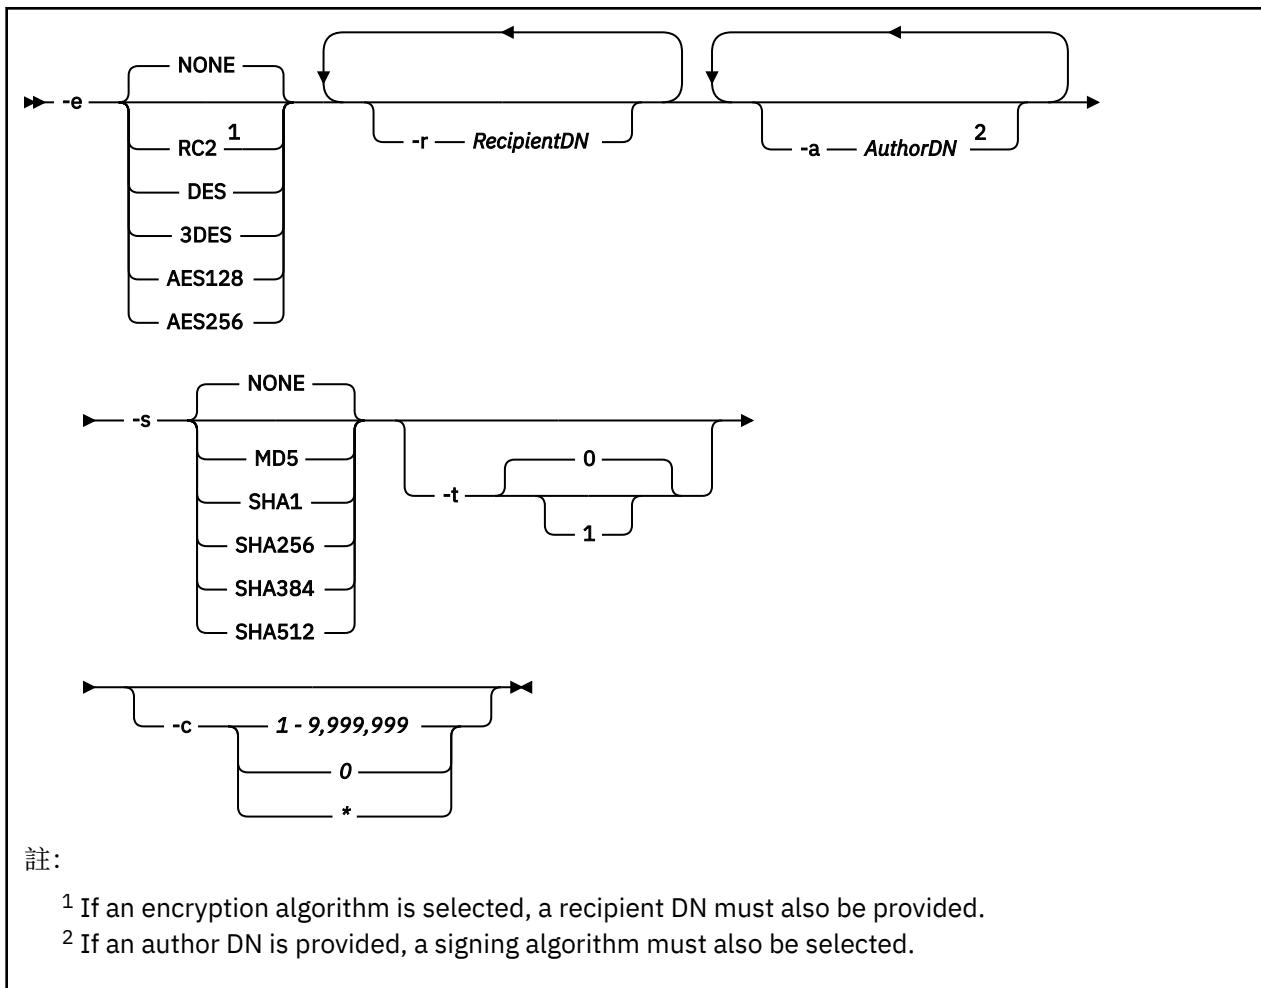 NONE
-e
RC2 1
-r RecipientDN
-a AuthorDN 2
DES
3DES
AES128
AES256
NONE
-s
MD5
0
SHA1
-t
1
SHA256
SHA384
SHA512
-c 1 - 9,999,999
0
*
註:
1 If an encryption algorithm is selected, a recipient DN must also be provided.
2 If an author DN is provided, a signing algorithm must also be selected.